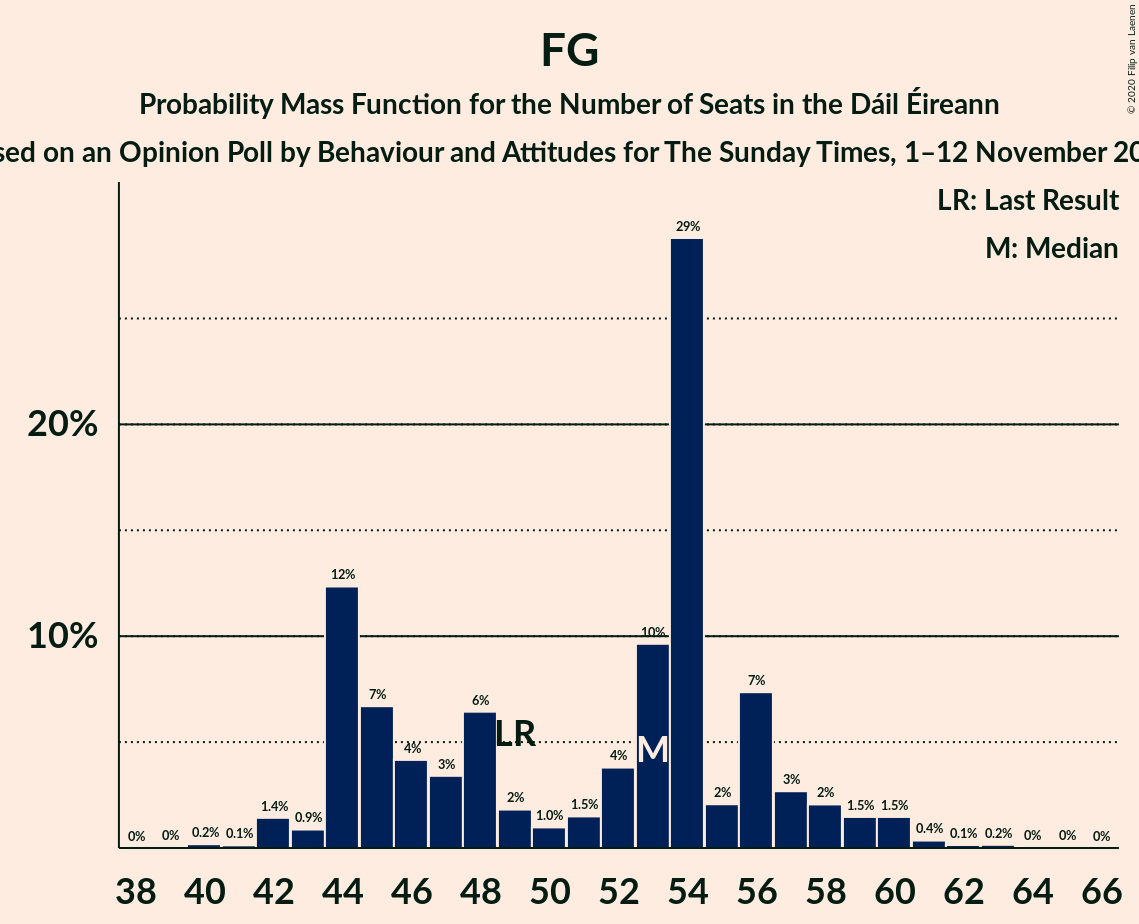 FG
Probability Mass Function for the Number of Seats in the Dáil Éireann
on an Opinion Poll by Behaviour and Attitudes for The Sunday Times, 1–12 November
© 2020 Filip van Laenen
LR: Last Result
M: Median
20%
10%
0% 0% 0.2% 0.1% 1.4% 0.9% 12% 7% 4% 3% 6% 2% 1.0% 1.5% 4% 10% 29% 2% 7% 3% 2% 1.5% 1.5% 0.4% 0.1% 0.2% 0% 0% 0%
LR
M
38 40 42 44 46 48 50 52 54 56 58 60 62 64 66